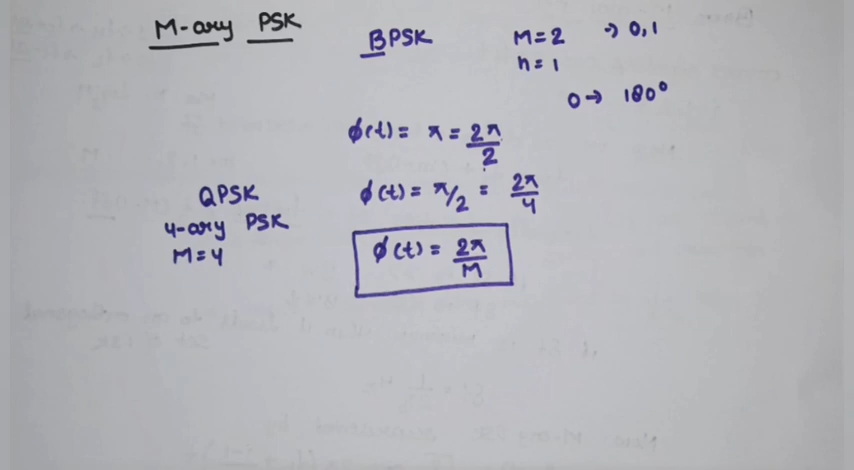 M-ary PSK
BPSK M=2 → 0,1
n=1
0→ 180°
ϕ(t) = π = 2π/2
QPSK ϕ(t) = π/2 = 2π/4
4-ary PSK
M=4 ϕ(t) = 2π/M